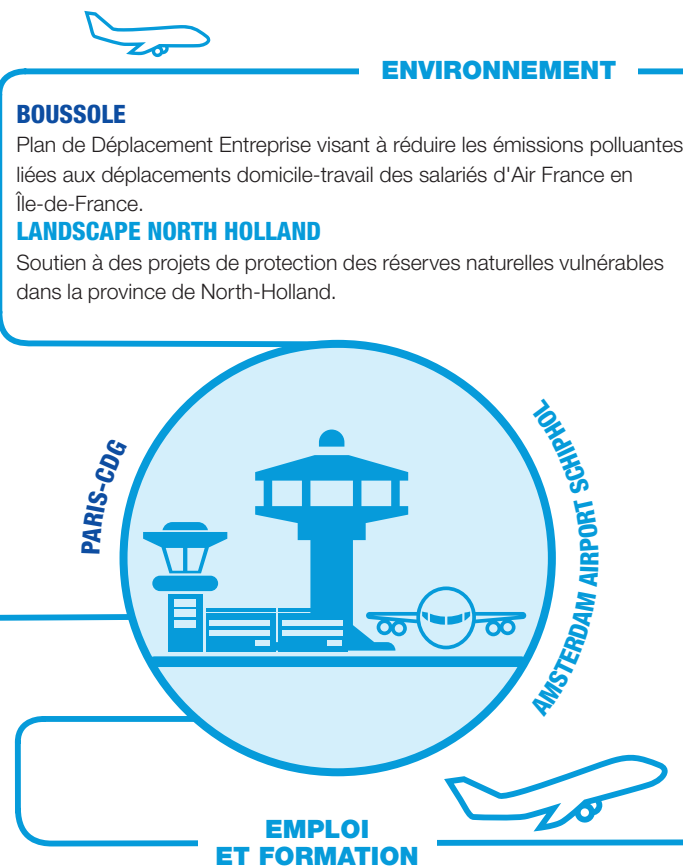 ENVIRONNEMENT
BOUSSOLE
Plan de Déplacement Entreprise visant à réduire les émissions polluantes
liées aux déplacements domicile-travail des salariés d'Air France en
Île-de-France.
LANDSCAPE NORTH HOLLAND
Soutien à des projets de protection des réserves naturelles vulnérables
dans la province de North-Holland.
PARIS-CDG
AMSTERDAM AIRPORT SCHIPHOL
EMPLOI
ET FORMATION